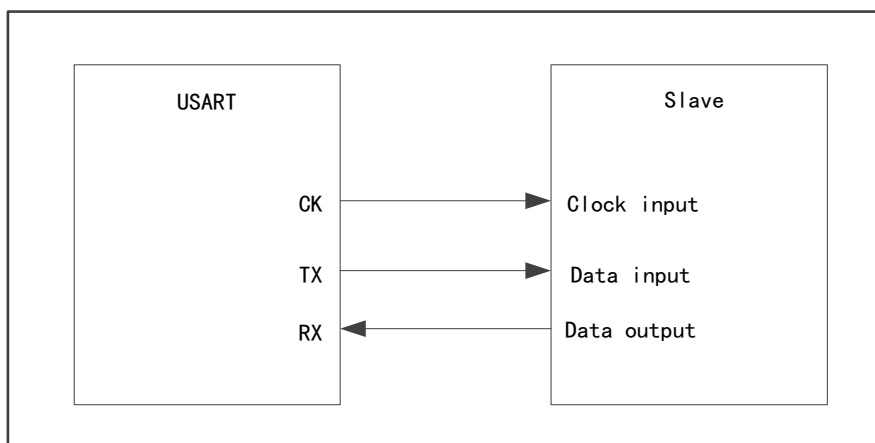 USART
Slave
CK
Clock input
TX
Data input
RX
Data output